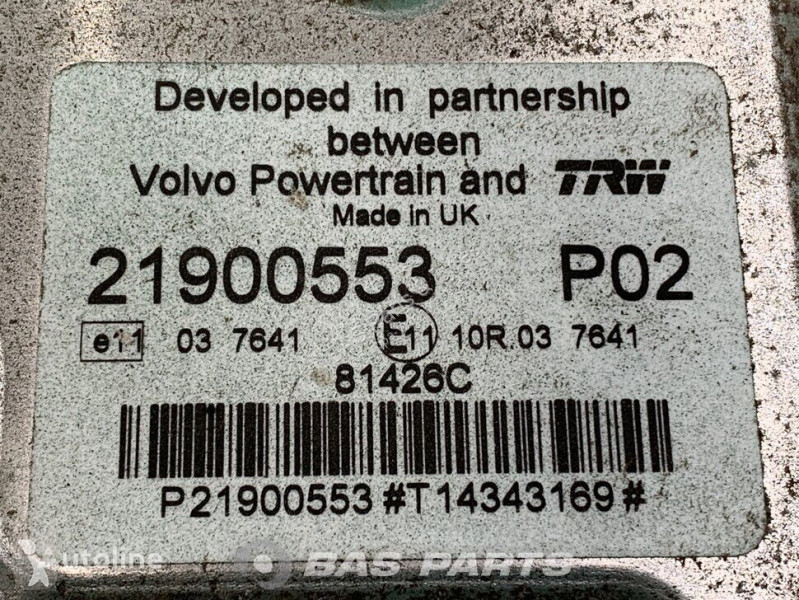 Developed in partnership
between
Volvo Powertrain and TRW
Made in UK
21900553 P02
e11 03 7641 E11 10R.03 7641
81426C
P21900553#T14343169#
autoline BAS PARTS